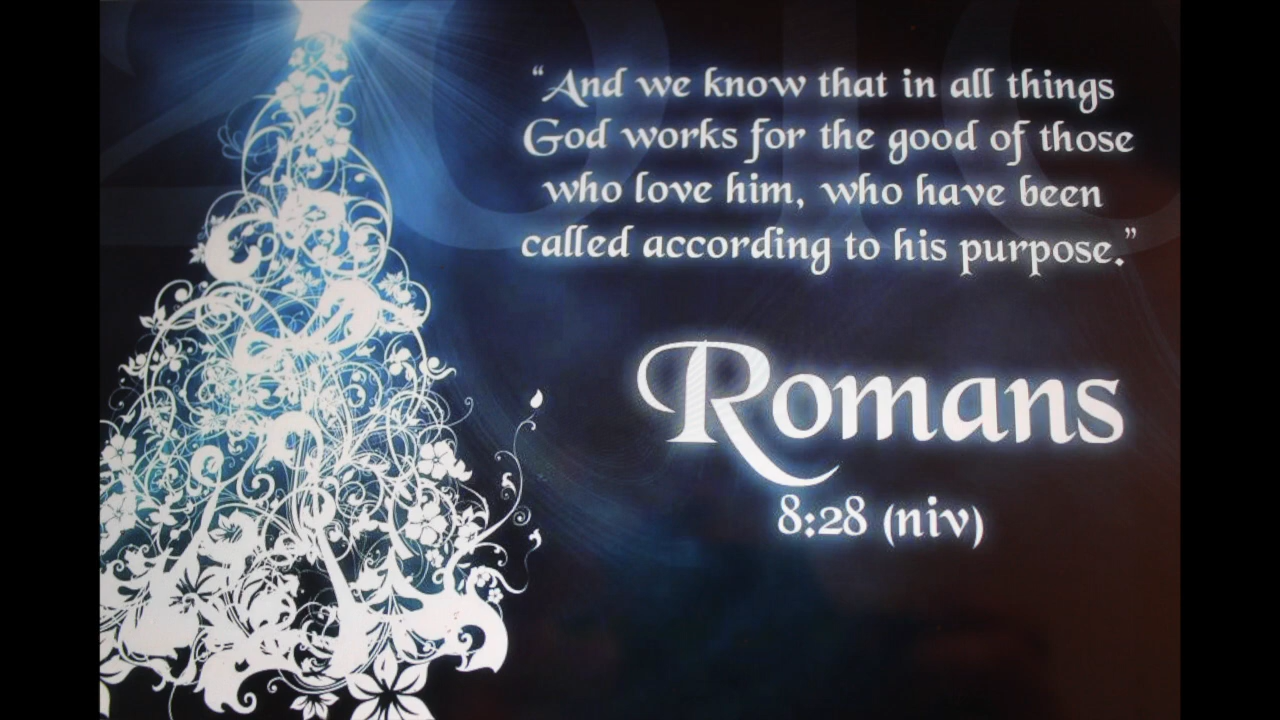 “And we know that in all things
God works for the good of those
who love him, who have been
called according to his purpose.”
Romans
8:28 (niv)